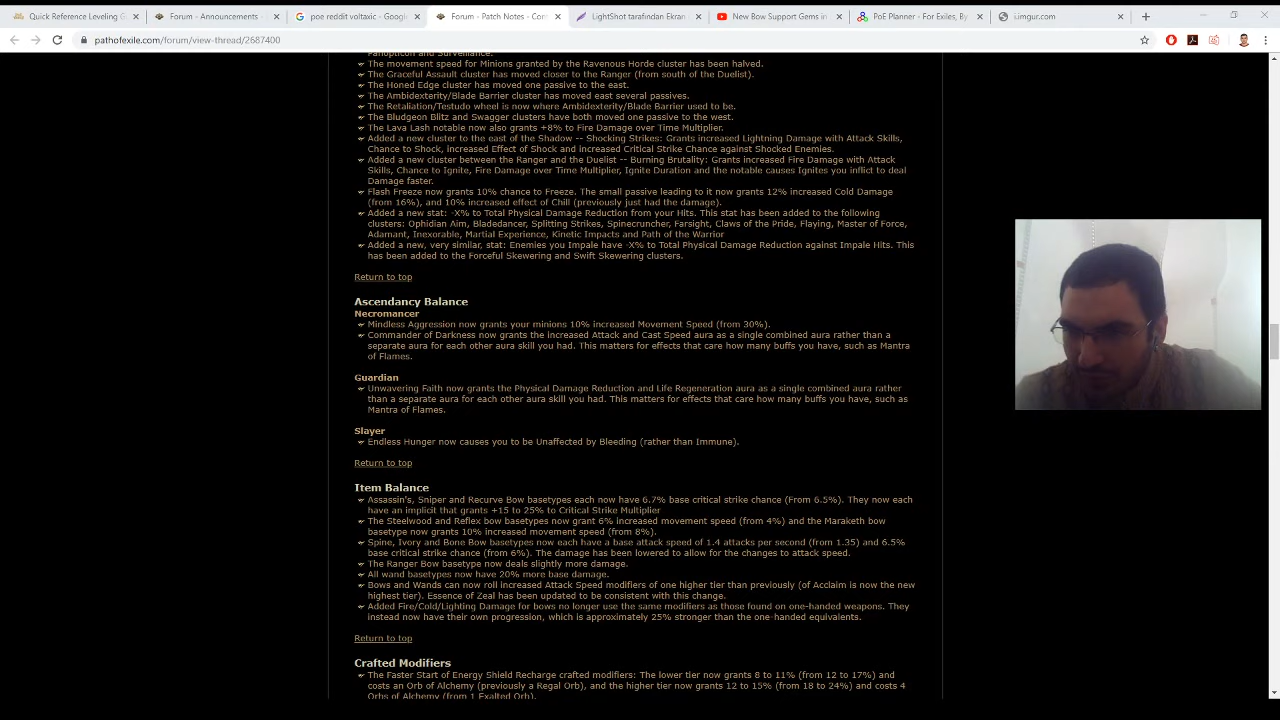 Quick Reference Leveling G
Forum - Announcements -
poe reddit voltaxic - Googl
Forum - Patch Notes - Con
LightShot tarafından Ekran
New Bow Support Gems in
PoE Planner - For Exiles, By
i.imgur.com
pathofexile.com/forum/view-thread/2687400
Panopticon and Surveillance.
The movement speed for Minions granted by the Ravenous Horde cluster has been halved.
The Graceful Assault cluster has moved closer to the Ranger (from south of the Duelist).
The Honed Edge cluster has moved one passive to the east.
The Ambidexterity/Blade Barrier cluster has moved east several passives.
The Retaliation/Testudo wheel is now where Ambidexterity/Blade Barrier used to be.
The Bludgeon Blitz and Swagger clusters have both moved one passive to the west.
The Lava Lash notable now also grants +8% to Fire Damage over Time Multiplier.
Added a new cluster to the east of the Shadow -- Shocking Strikes: Grants increased Lightning Damage with Attack Skills,
Chance to Shock, increased Effect of Shock and increased Critical Strike Chance against Shocked Enemies.
Added a new cluster between the Ranger and the Duelist -- Burning Brutality: Grants increased Fire Damage with Attack
Skills, Chance to Ignite, Fire Damage over Time Multiplier, Ignite Duration and the notable causes Ignites you inflict to deal
Damage faster.
Flash Freeze now grants 10% chance to Freeze. The small passive leading to it now grants 12% increased Cold Damage
(from 16%), and 10% increased effect of Chill (previously just had the damage).
Added a new stat: -X% to Total Physical Damage Reduction from your Hits. This stat has been added to the following
clusters: Ophidian Aim, Bladedancer, Splitting Strikes, Spinecruncher, Farsight, Claws of the Pride, Flaying, Master of Force,
Adamant, Inexorable, Martial Experience, Kinetic Impacts and Path of the Warrior
Added a new, very similar, stat: Enemies you Impale have -X% to Total Physical Damage Reduction against Impale Hits. This
has been added to the Forceful Skewering and Swift Skewering clusters.
Return to top
Ascendancy Balance
Necromancer
Mindless Aggression now grants your minions 10% increased Movement Speed (from 30%).
Commander of Darkness now grants the increased Attack and Cast Speed aura as a single combined aura rather than a
separate aura for each other aura skill you had. This matters for effects that care how many buffs you have, such as Mantra
of Flames.
Guardian
Unwavering Faith now grants the Physical Damage Reduction and Life Regeneration aura as a single combined aura rather
than a separate aura for each other aura skill you had. This matters for effects that care how many buffs you have, such as
Mantra of Flames.
Slayer
Endless Hunger now causes you to be Unaffected by Bleeding (rather than Immune).
Return to top
Item Balance
Assassin's, Sniper and Recurve Bow basetypes each now have 6.7% base critical strike chance (From 6.5%). They now each
have an implicit that grants +15 to 25% to Critical Strike Multiplier
The Steelwood and Reflex bow basetypes now grant 6% increased movement speed (from 4%) and the Maraketh bow
basetype now grants 10% increased movement speed (from 8%).
Spine, Ivory and Bone Bow basetypes now each have a base attack speed of 1.4 attacks per second (from 1.35) and 6.5%
base critical strike chance (from 6%). The damage has been lowered to allow for the changes to attack speed.
The Ranger Bow basetype now deals slightly more damage.
All wand basetypes now have 20% more base damage.
Bows and Wands can now roll increased Attack Speed modifiers of one higher tier than previously (of Acclaim is now the new
highest tier). Essence of Zeal has been updated to be consistent with this change.
Added Fire/Cold/Lighting Damage for bows no longer use the same modifiers as those found on one-handed weapons. They
instead now have their own progression, which is approximately 25% stronger than the one-handed equivalents.
Return to top
Crafted Modifiers
The Faster Start of Energy Shield Recharge crafted modifiers: The lower tier now grants 8 to 11% (from 12 to 17%) and
costs an Orb of Alchemy (previously a Regal Orb), and the higher tier now grants 12 to 15% (from 18 to 24%) and costs 4
Orbs of Alchemy (from 1 Exalted Orb).